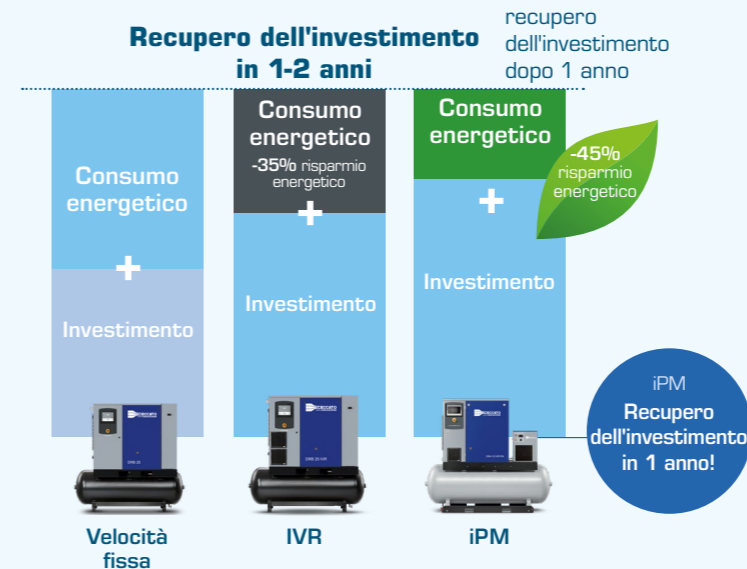 Recupero dell'investimento
in 1-2 anni
recupero
dell'investimento
dopo 1 anno
Consumo
energetico
+
Investimento
Consumo
energetico
-35% risparmio
energetico
+
Investimento
Consumo
energetico
+
Investimento
-45%
risparmio
energetico
iPM
Recupero
dell'investimento
in 1 anno!
Velocità
fissa
IVR
iPM